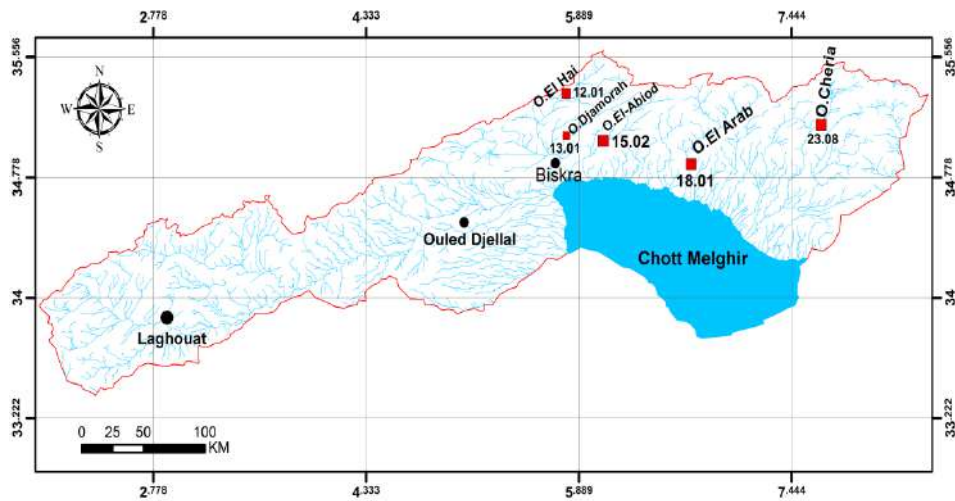 2.778 4.333 5.889 7.444
35.556
35.556
N
W E
S
O.El Hai
12.01
O.Djamorah
13.01
O.El-Abiod
15.02
O.El Arab
18.01
O.Cheria
23.08
34.778
34.778
Biskra
Ouled Djellal
Chott Melghir
34
34
Laghouat
33.222
33.222
0 25 50 100
KM
2.778 4.333 5.889 7.444